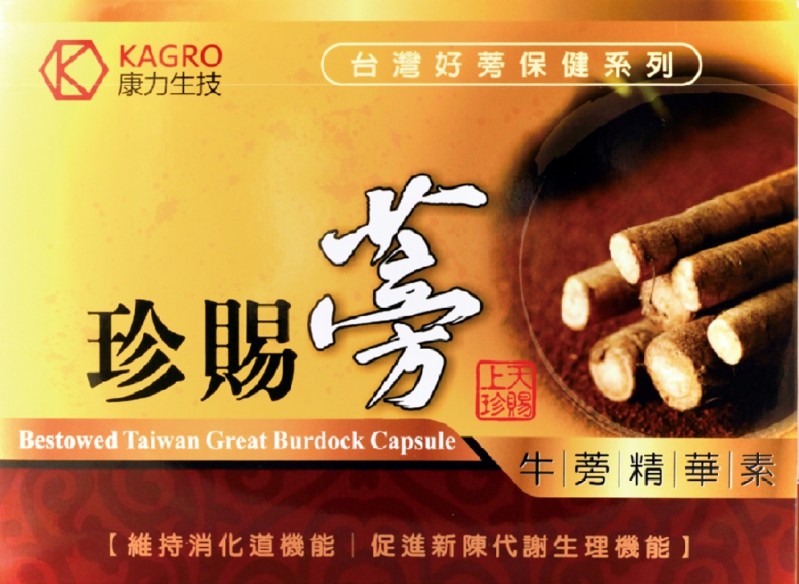 KAGRO
康力生技
台灣好蒡保健系列
珍賜蒡
天賜
上珍
Bestowed Taiwan Great Burdock Capsule
牛|蒡|精|華|素
【維持消化道機能|促進新陳代謝生理機能】